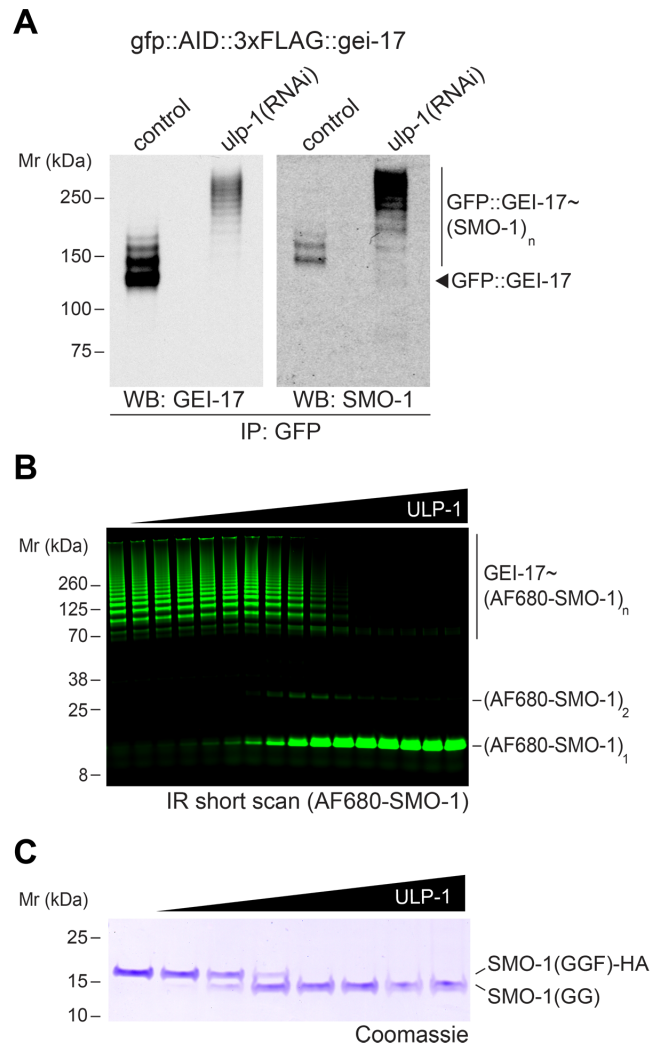 A
gfp::AID::3xFLAG::gei-17
control
ulp-1(RNAi)
control
ulp-1(RNAi)
Mr (kDa)
250
150
100
75
GFP::GEI-17~
(SMO-1)n
GFP::GEI-17
WB: GEI-17
WB: SMO-1
IP: GFP
B
ULP-1
Mr (kDa)
260
125
70
38
25
8
GEI-17~
(AF680-SMO-1)n
(AF680-SMO-1)2
(AF680-SMO-1)1
IR short scan (AF680-SMO-1)
C
ULP-1
Mr (kDa)
25
15
10
SMO-1(GGF)-HA
SMO-1(GG)
Coomassie